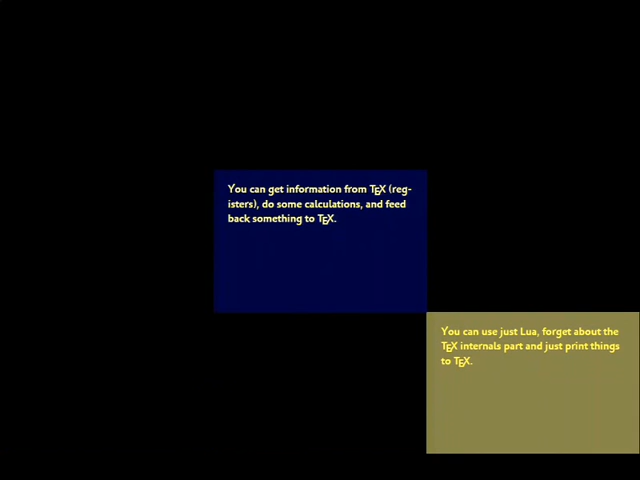 You can get information from TEX (reg-
isters), do some calculations, and feed
back something to TEX.
You can use just Lua, forget about the
TEX internals part and just print things
to TEX.